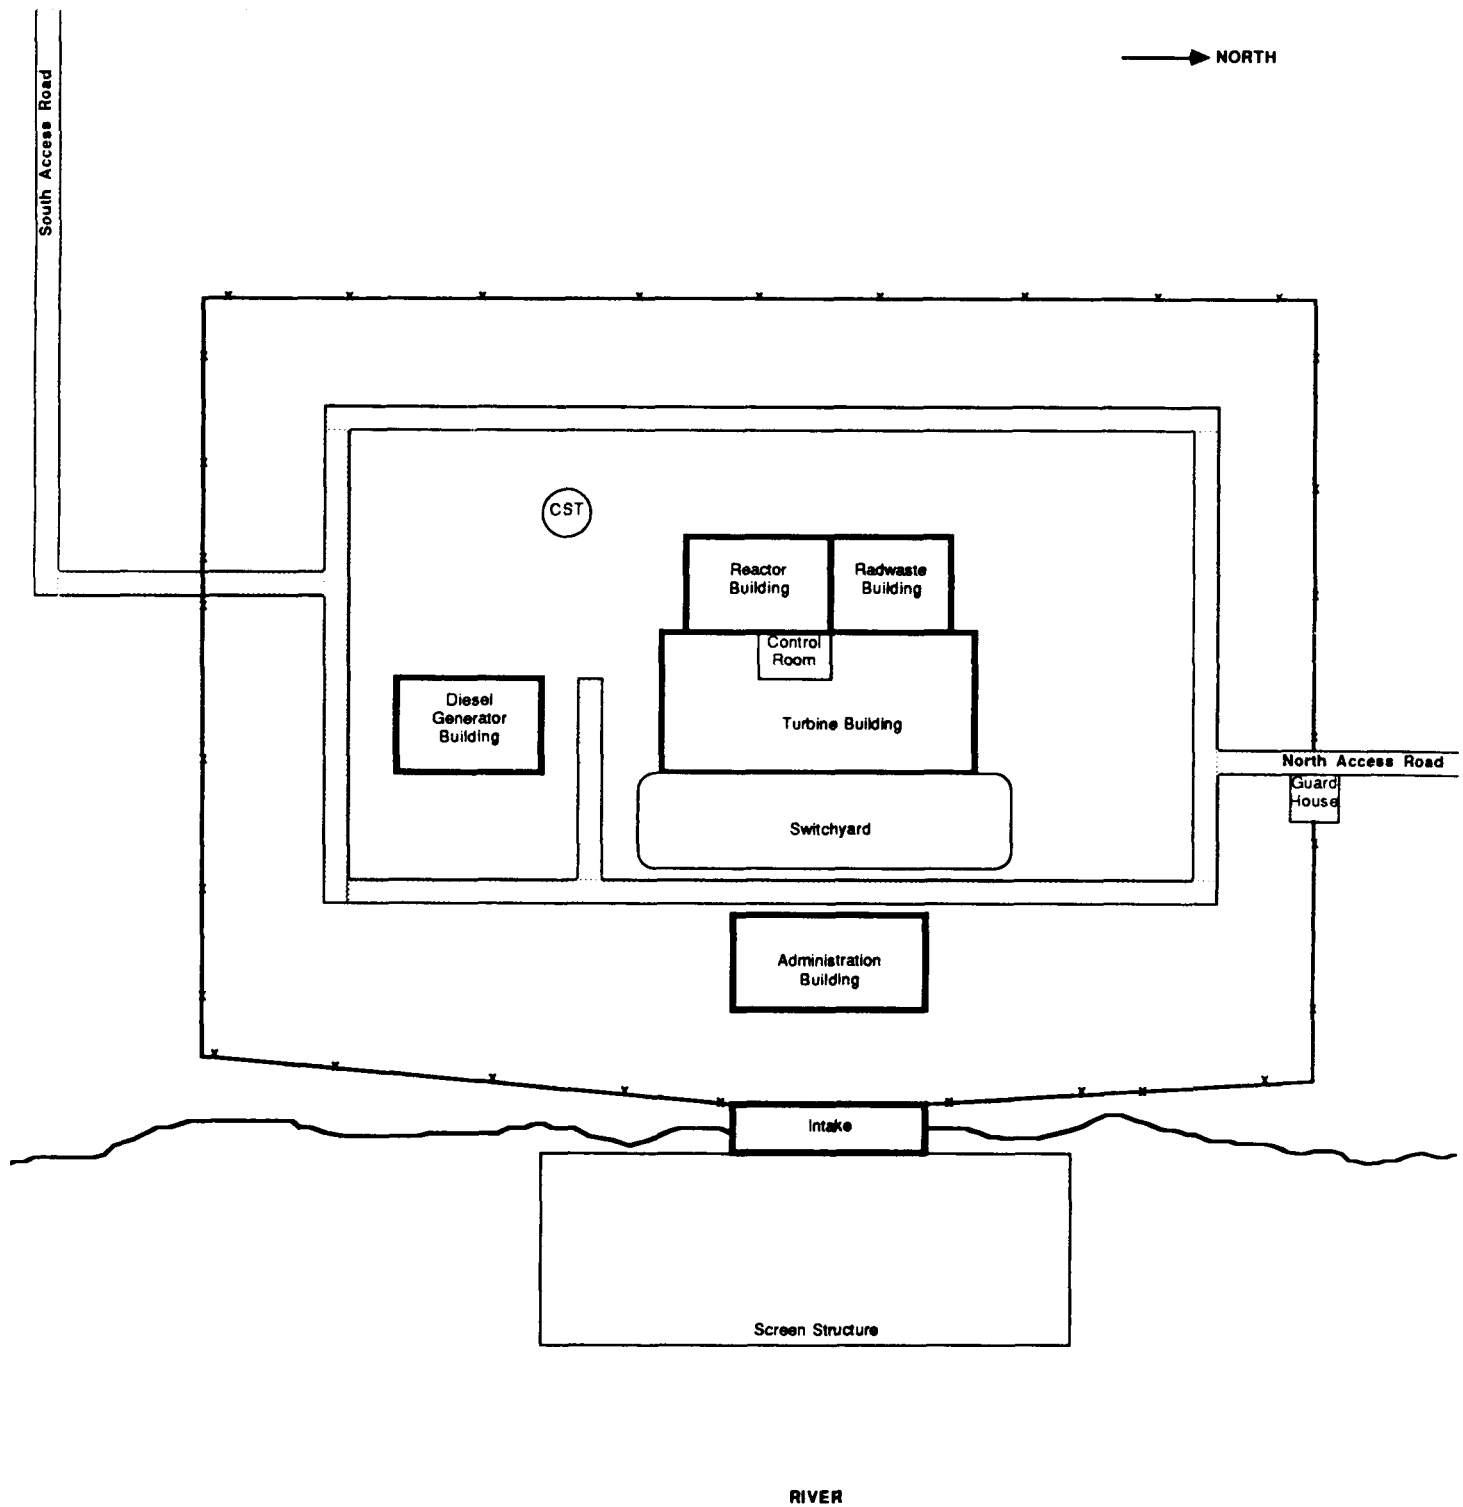 NORTH
South Access Road
CST
Reactor
Building
Radwaste
Building
Control
Room
Diesel
Generator
Building
Turbine Building
North Access Road
Guard
House
Switchyard
Administration
Building
Intake
Screen Structure
RIVER